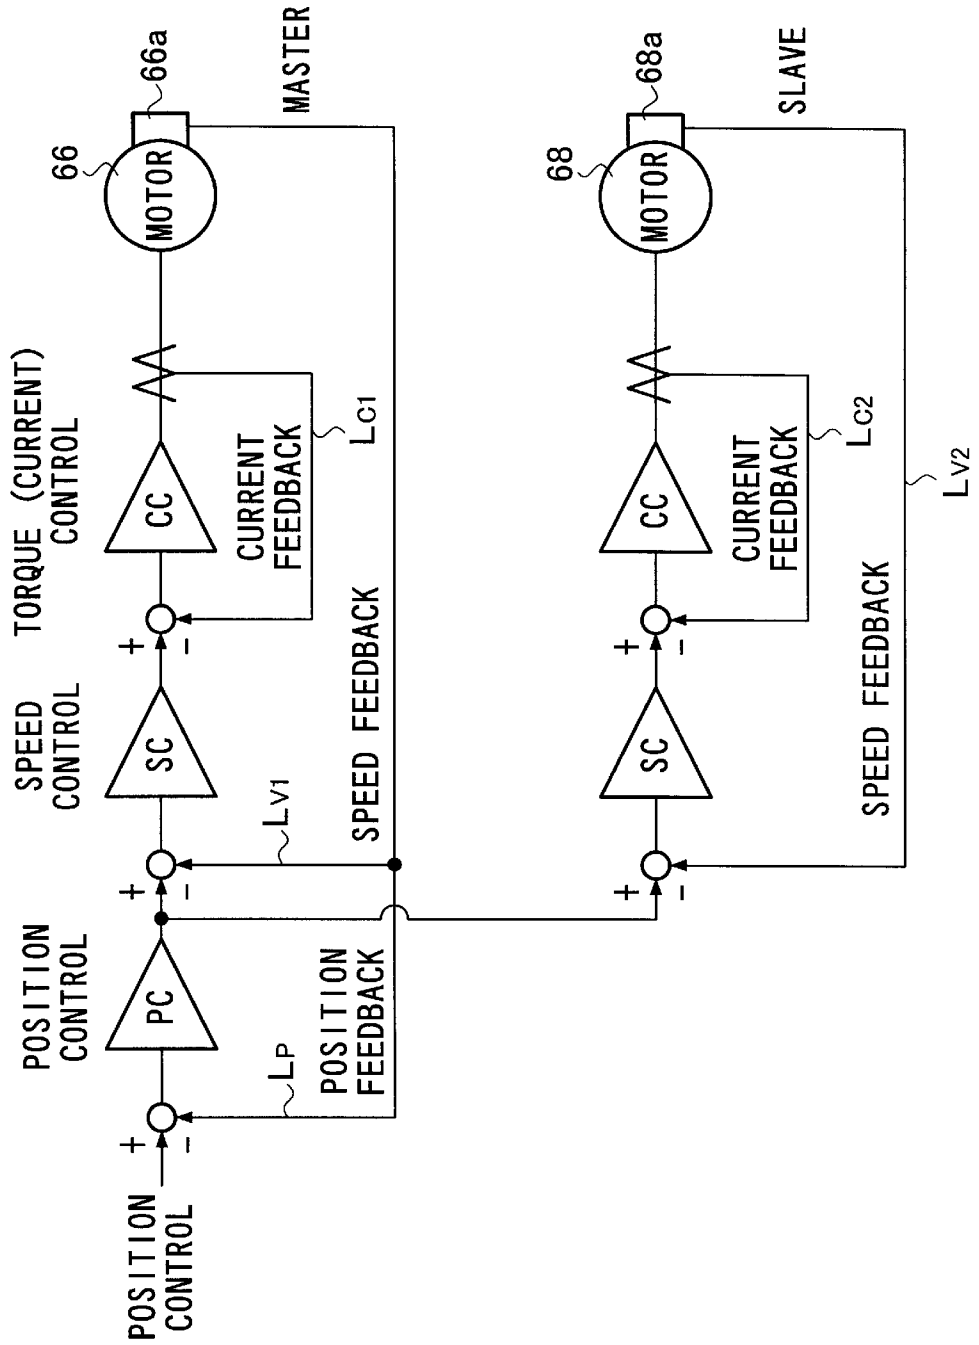 POSITION
CONTROL
+
−
LP
POSITION
FEEDBACK
POSITION
CONTROL
PC
+
−
LV1
SPEED FEEDBACK
SPEED
CONTROL
SC
+
−
TORQUE (CURRENT)
CONTROL
CC
CURRENT
FEEDBACK
LC1
66
MOTOR
66a
MASTER
+
−
SC
SPEED FEEDBACK
+
−
CC
CURRENT
FEEDBACK
LC2
LV2
68
MOTOR
68a
SLAVE